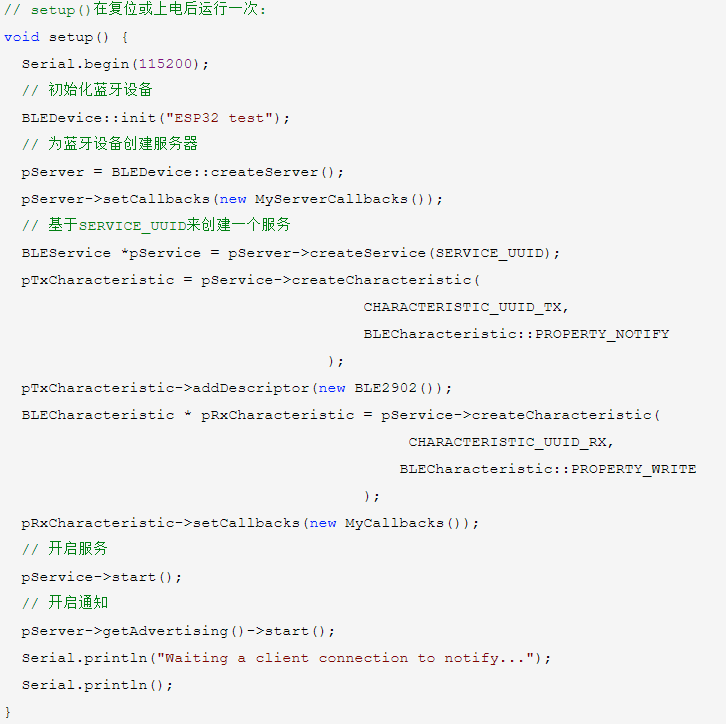 // setup()在复位或上电后运行一次:
void setup() {
  Serial.begin(115200);
  // 初始化蓝牙设备
  BLEDevice::init("ESP32 test");
  // 为蓝牙设备创建服务器
  pServer = BLEDevice::createServer();
  pServer->setCallbacks(new MyServerCallbacks());
  // 基于SERVICE_UUID来创建一个服务
  BLEService *pService = pServer->createService(SERVICE_UUID);
  pTxCharacteristic = pService->createCharacteristic(
                                      CHARACTERISTIC_UUID_TX,
                                      BLECharacteristic::PROPERTY_NOTIFY
                                  );
  pTxCharacteristic->addDescriptor(new BLE2902());
  BLECharacteristic * pRxCharacteristic = pService->createCharacteristic(
                                           CHARACTERISTIC_UUID_RX,
                                          BLECharacteristic::PROPERTY_WRITE
                                      );
  pRxCharacteristic->setCallbacks(new MyCallbacks());
  // 开启服务
  pService->start();
  // 开启通知
  pServer->getAdvertising()->start();
  Serial.println("Waiting a client connection to notify...");
  Serial.println();
}